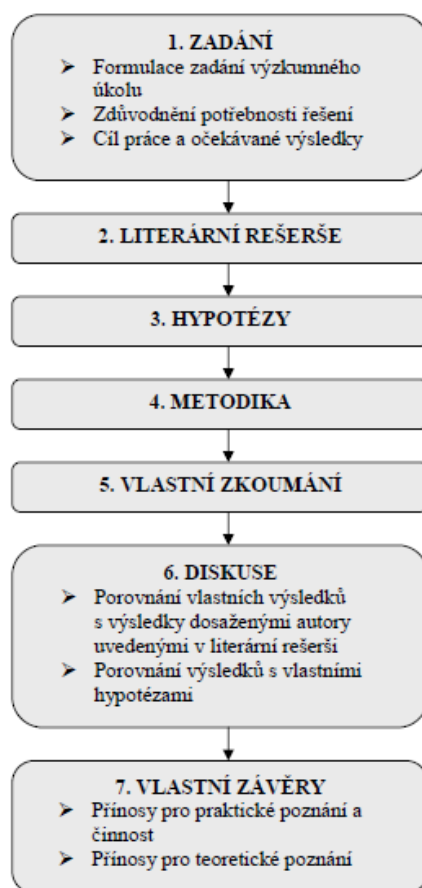 1. ZADÁNÍ
➤ Formulace zadání výzkumného
úkolu
➤ Zdůvodnění potřebnosti řešení
➤ Cíl práce a očekávané výsledky
2. LITERÁRNÍ REŠERŠE
3. HYPOTÉZY
4. METODIKA
5. VLASTNÍ ZKOUMÁNÍ
6. DISKUSE
➤ Porovnání vlastních výsledků
s výsledky dosaženými autory
uvedenými v literární rešerši
➤ Porovnání výsledků s vlastními
hypotézami
7. VLASTNÍ ZÁVĚRY
➤ Přínosy pro praktické poznání a
činnost
➤ Přínosy pro teoretické poznání